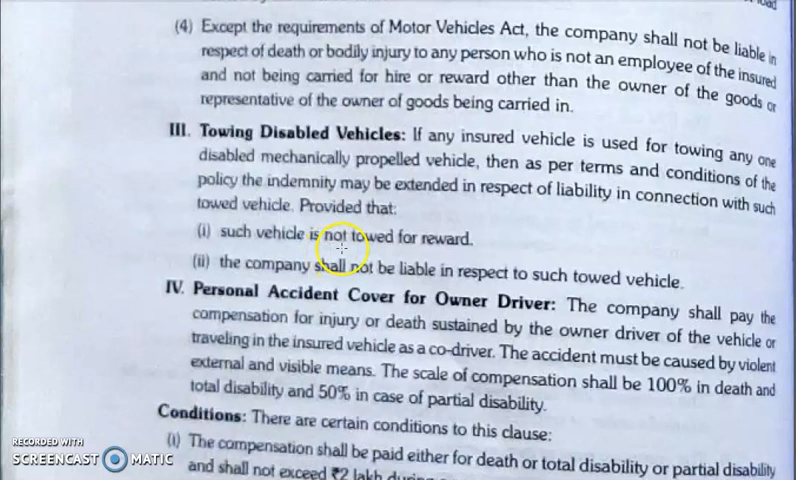 (4) Except the requirements of Motor Vehicles Act, the company shall not be liable in
respect of death or bodily injury to any person who is not an employee of the insured
and not being carried for hire or reward other than the owner of the goods or
representative of the owner of goods being carried in.
III. Towing Disabled Vehicles: If any insured vehicle is used for towing any one
disabled mechanically propelled vehicle, then as per terms and conditions of the
policy the indemnity may be extended in respect of liability in connection with such
towed vehicle. Provided that:
(i) such vehicle is not towed for reward.
(ii) the company shall not be liable in respect to such towed vehicle.
IV. Personal Accident Cover for Owner Driver: The company shall pay the
compensation for injury or death sustained by the owner driver of the vehicle or
traveling in the insured vehicle as a co-driver. The accident must be caused by violent
external and visible means. The scale of compensation shall be 100% in death and
total disability and 50% in case of partial disability.
Conditions: There are certain conditions to this clause:
(i) The compensation shall be paid either for death or total disability or partial disability
and shall not exceed ₹2 lakh during
RECORDED WITH
SCREENCAST MATIC